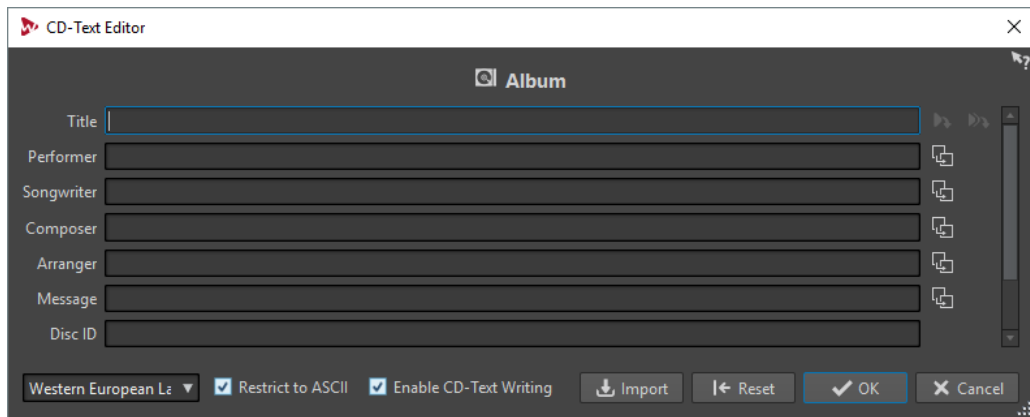 CD-Text Editor
Album
Title
Performer
Songwriter
Composer
Arranger
Message
Disc ID
Western European La Restrict to ASCII Enable CD-Text Writing Import Reset OK Cancel